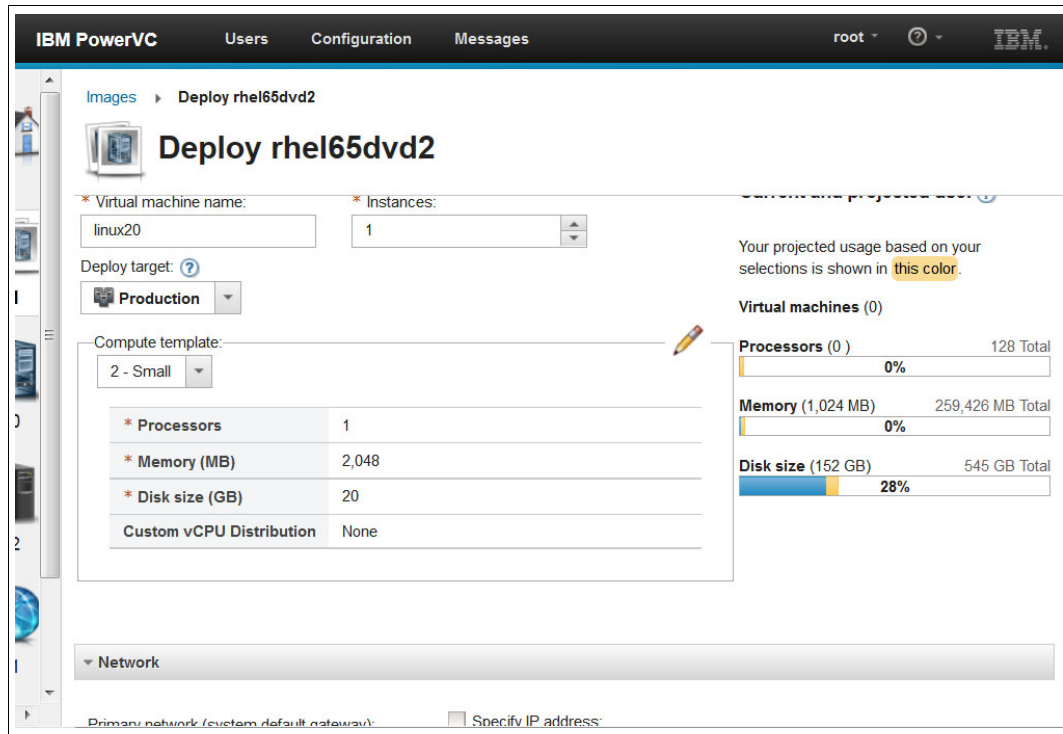 IBM PowerVC Users Configuration Messages root IBM
Images Deploy rhel65dvd2
Deploy rhel65dvd2
* Virtual machine name: * Instances:
linux20 1
Deploy target: ?
Production
Compute template:
2 - Small
* Processors 1
* Memory (MB) 2,048
* Disk size (GB) 20
Custom vCPU Distribution None
Current and projected use: ?
Your projected usage based on your
selections is shown in this color.
Virtual machines (0)
Processors (0 ) 128 Total
0%
Memory (1,024 MB) 259,426 MB Total
0%
Disk size (152 GB) 545 GB Total
28%
Network
Primary network (system default gateway): Specify IP address: